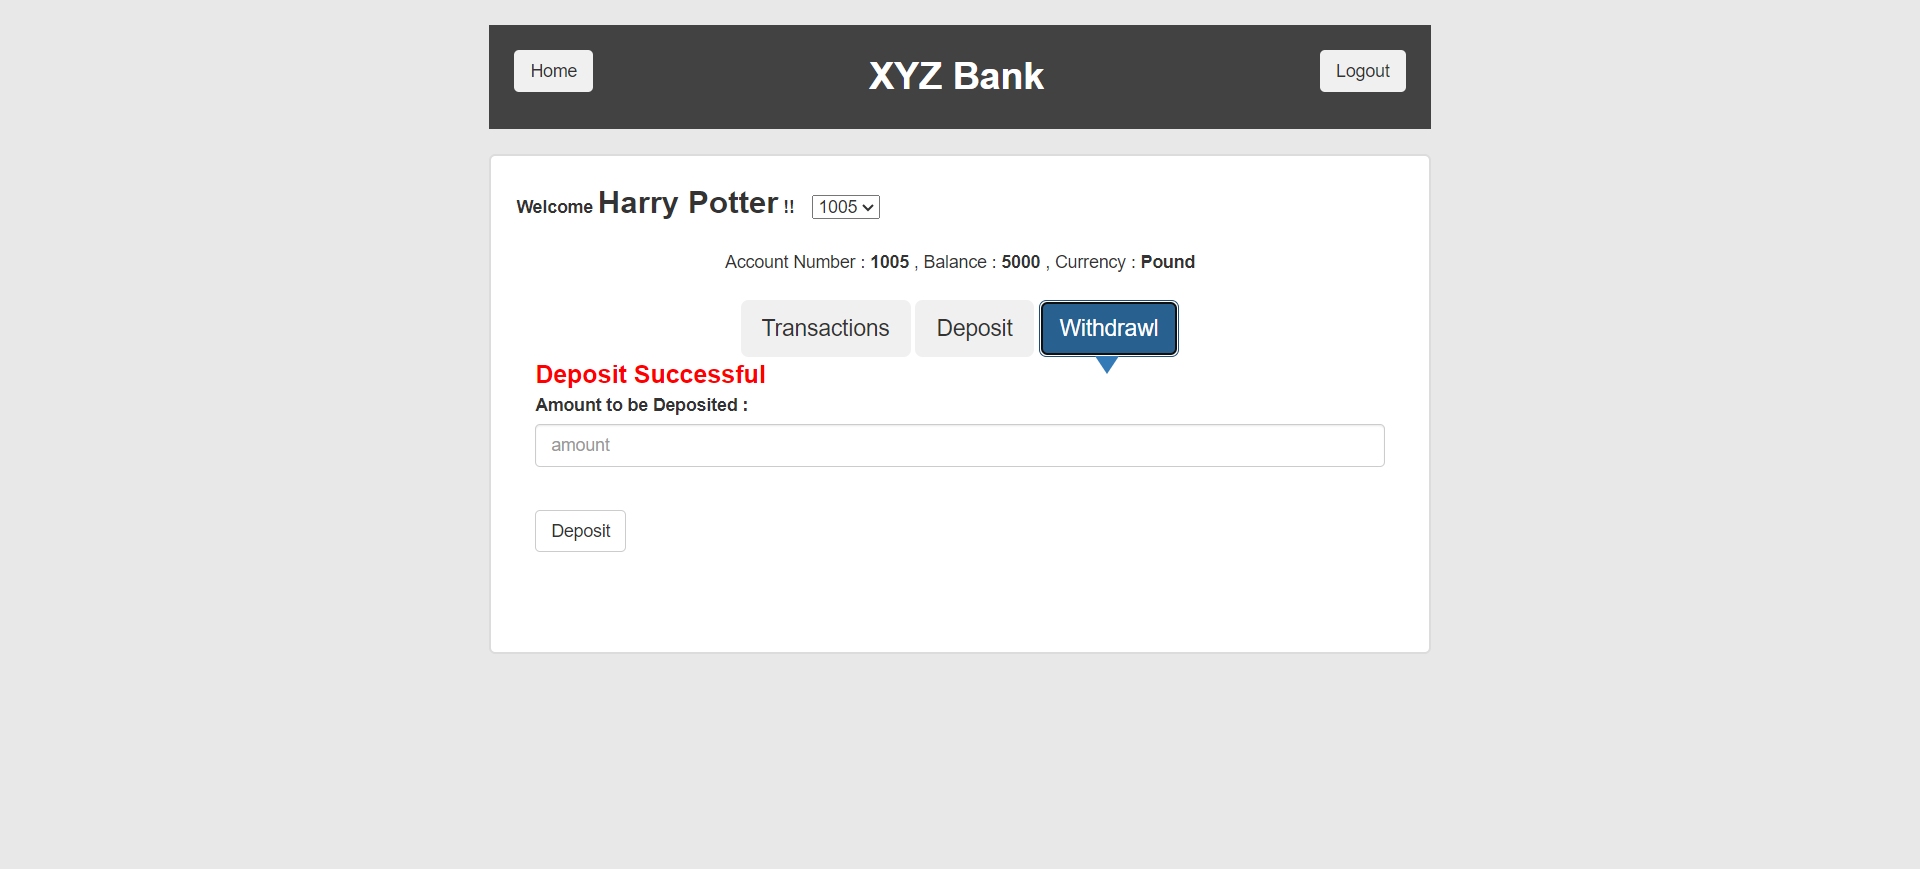 Home XYZ Bank Logout
Welcome Harry Potter !! 1005
Account Number : 1005 , Balance : 5000 , Currency : Pound
Transactions Deposit Withdrawl
Deposit Successful
Amount to be Deposited :
amount
Deposit